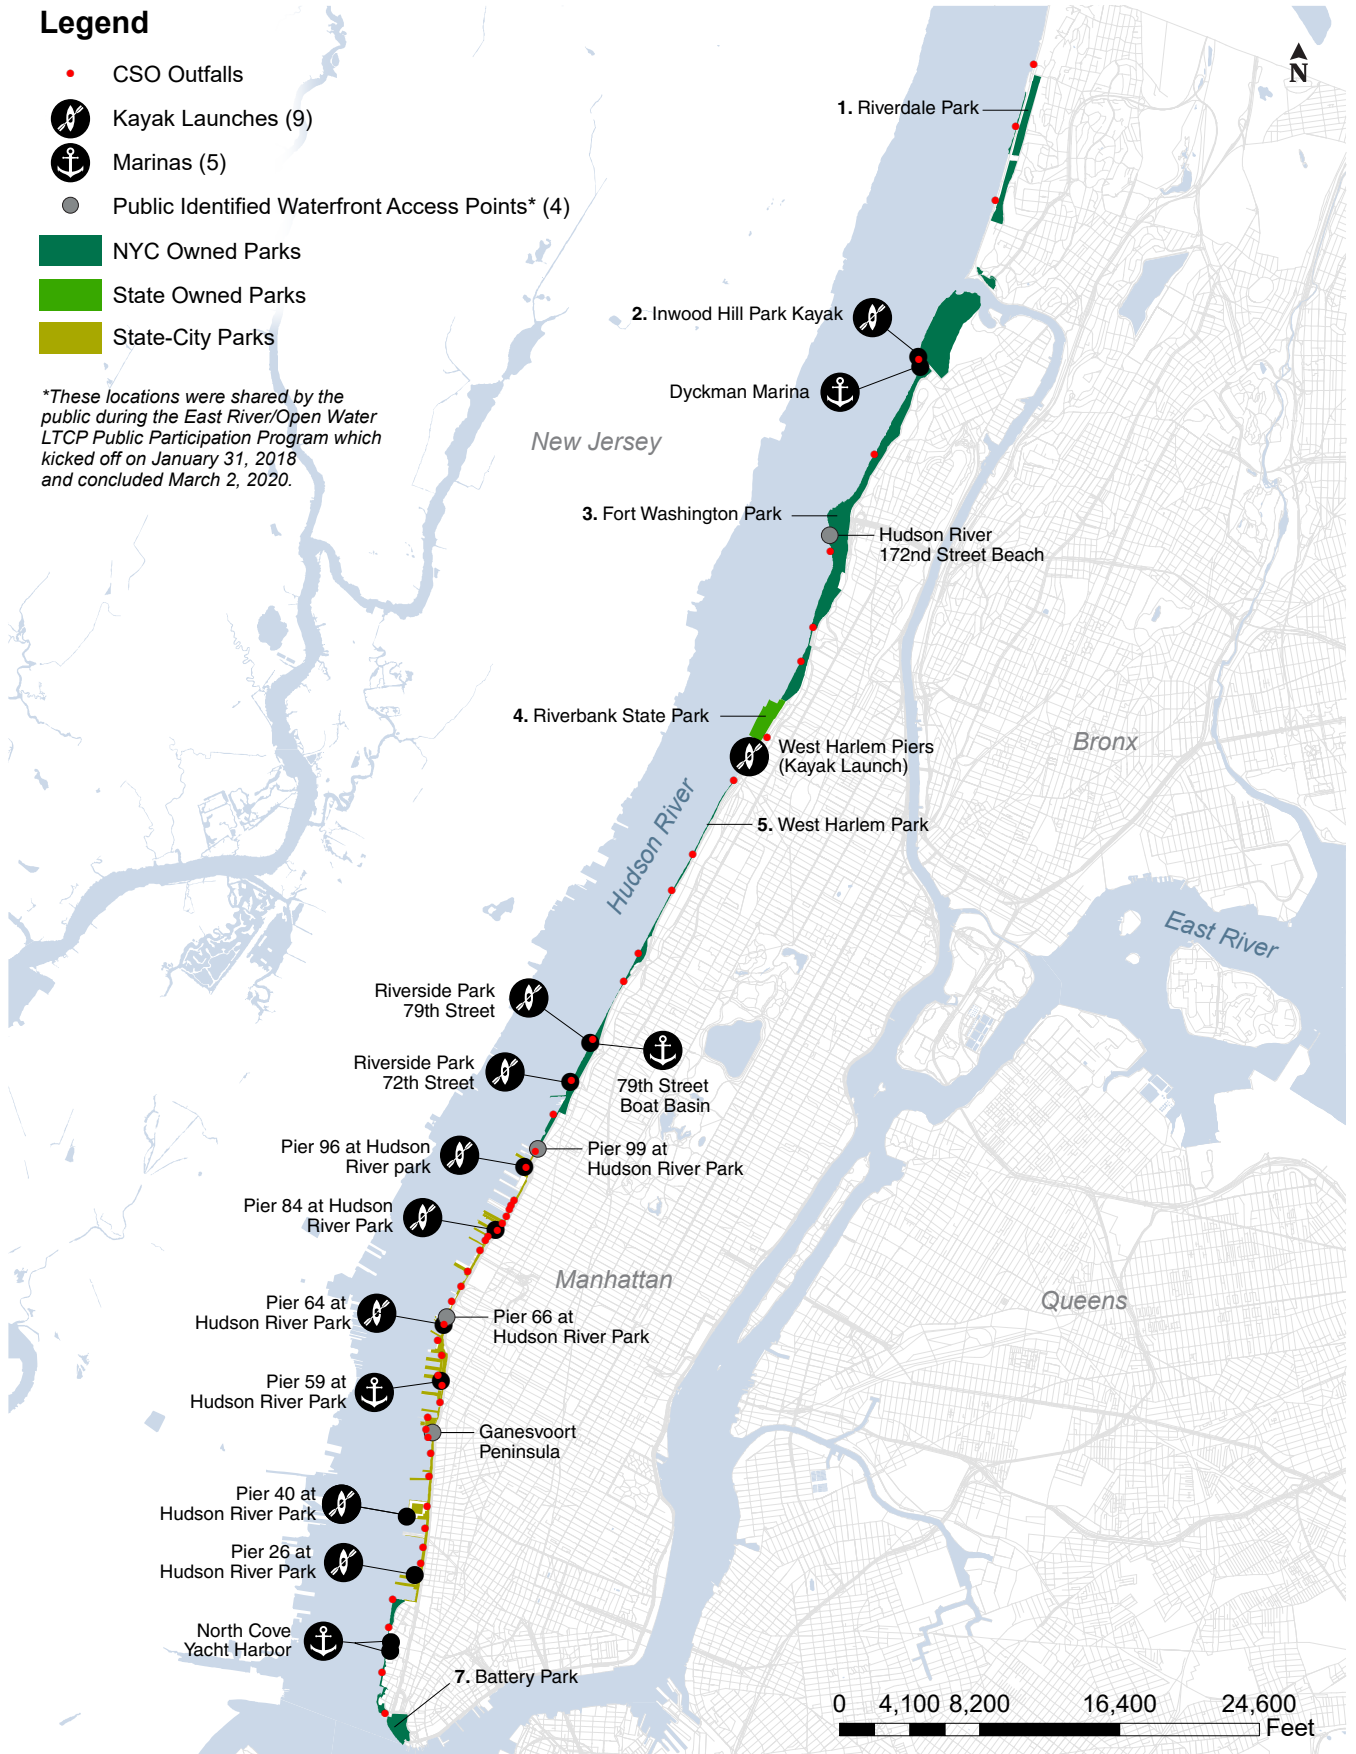 Legend
CSO Outfalls
Kayak Launches (9)
Marinas (5)
Public Identified Waterfront Access Points* (4)
NYC Owned Parks
State Owned Parks
State-City Parks
*These locations were shared by the
public during the East River/Open Water
LTCP Public Participation Program which
kicked off on January 31, 2018
and concluded March 2, 2020.
N
1. Riverdale Park
2. Inwood Hill Park Kayak
Dyckman Marina
New Jersey
3. Fort Washington Park
Hudson River
172nd Street Beach
4. Riverbank State Park
West Harlem Piers
(Kayak Launch)
Bronx
Hudson River
5. West Harlem Park
East River
Riverside Park
79th Street
79th Street
Boat Basin
Riverside Park
72th Street
Pier 96 at Hudson
River park
Pier 99 at
Hudson River Park
Pier 84 at Hudson
River Park
Manhattan
Queens
Pier 64 at
Hudson River Park
Pier 66 at
Hudson River Park
Pier 59 at
Hudson River Park
Ganesvoort
Peninsula
Pier 40 at
Hudson River Park
Pier 26 at
Hudson River Park
North Cove
Yacht Harbor
7. Battery Park
0 4,100 8,200 16,400 24,600
Feet